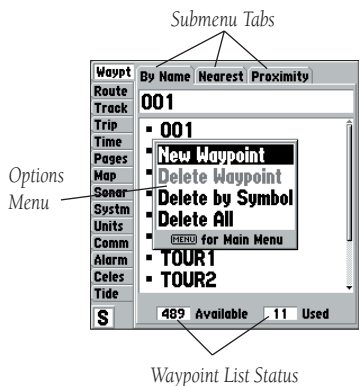 Submenu Tabs
Waypt
By Name Nearest Proximity
Route
Track
Trip
Time
Pages
Map
Sonar
Systm
Units
Comm
Alarm
Celes
Tide
S
001
001
Options
Menu
New Waypoint
Delete Waypoint
Delete by Symbol
Delete All
MENU for Main Menu
TOUR1
TOUR2
489 Available 11 Used
Waypoint List Status